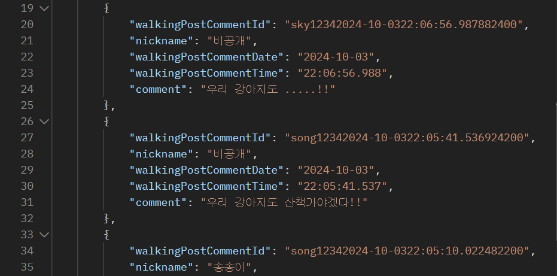 19 {
20 "walkingPostCommentId": "sky12342024-10-0322:06:56.987882400",
21 "nickname": "비공개",
22 "walkingPostCommentDate": "2024-10-03",
23 "walkingPostCommentTime": "22:06:56.988",
24 "comment": "우리 강아지도 .....!!"
25 },
26 {
27 "walkingPostCommentId": "song12342024-10-0322:05:41.536924200",
28 "nickname": "비공개",
29 "walkingPostCommentDate": "2024-10-03",
30 "walkingPostCommentTime": "22:05:41.537",
31 "comment": "우리 강아지도 산책가야겠다!!"
32 },
33 {
34 "walkingPostCommentId": "song12342024-10-0322:05:10.022482200",
35 "nickname": "송송이",